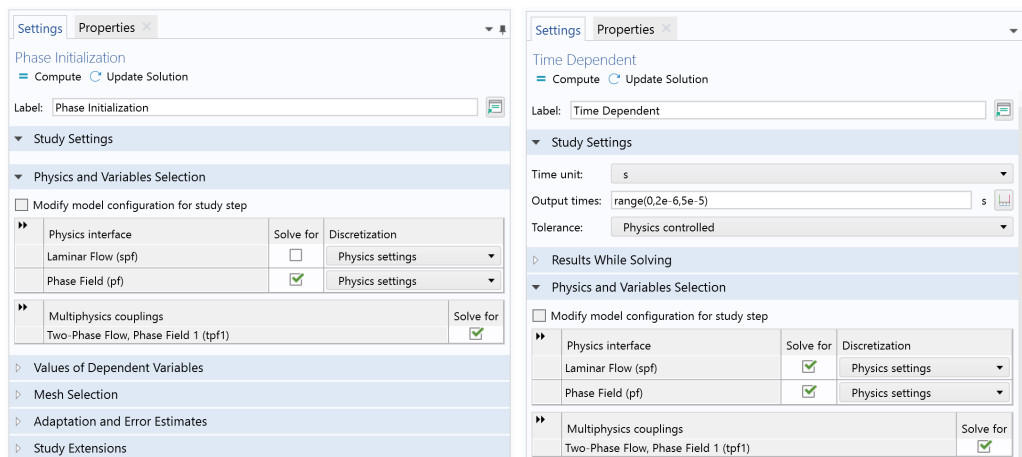 Settings Properties
Phase Initialization
= Compute Update Solution
Label: Phase Initialization
Study Settings
Physics and Variables Selection
Modify model configuration for study step
Physics interface Solve for Discretization
Laminar Flow (spf) Physics settings
Phase Field (pf) Physics settings
Multiphysics couplings Solve for
Two-Phase Flow, Phase Field 1 (tpf1)
Values of Dependent Variables
Mesh Selection
Adaptation and Error Estimates
Study Extensions
Settings Properties
Time Dependent
= Compute Update Solution
Label: Time Dependent
Study Settings
Time unit: s
Output times: range(0,2e-6,5e-5) s
Tolerance: Physics controlled
Results While Solving
Physics and Variables Selection
Modify model configuration for study step
Physics interface Solve for Discretization
Laminar Flow (spf) Physics settings
Phase Field (pf) Physics settings
Multiphysics couplings Solve for
Two-Phase Flow, Phase Field 1 (tpf1)